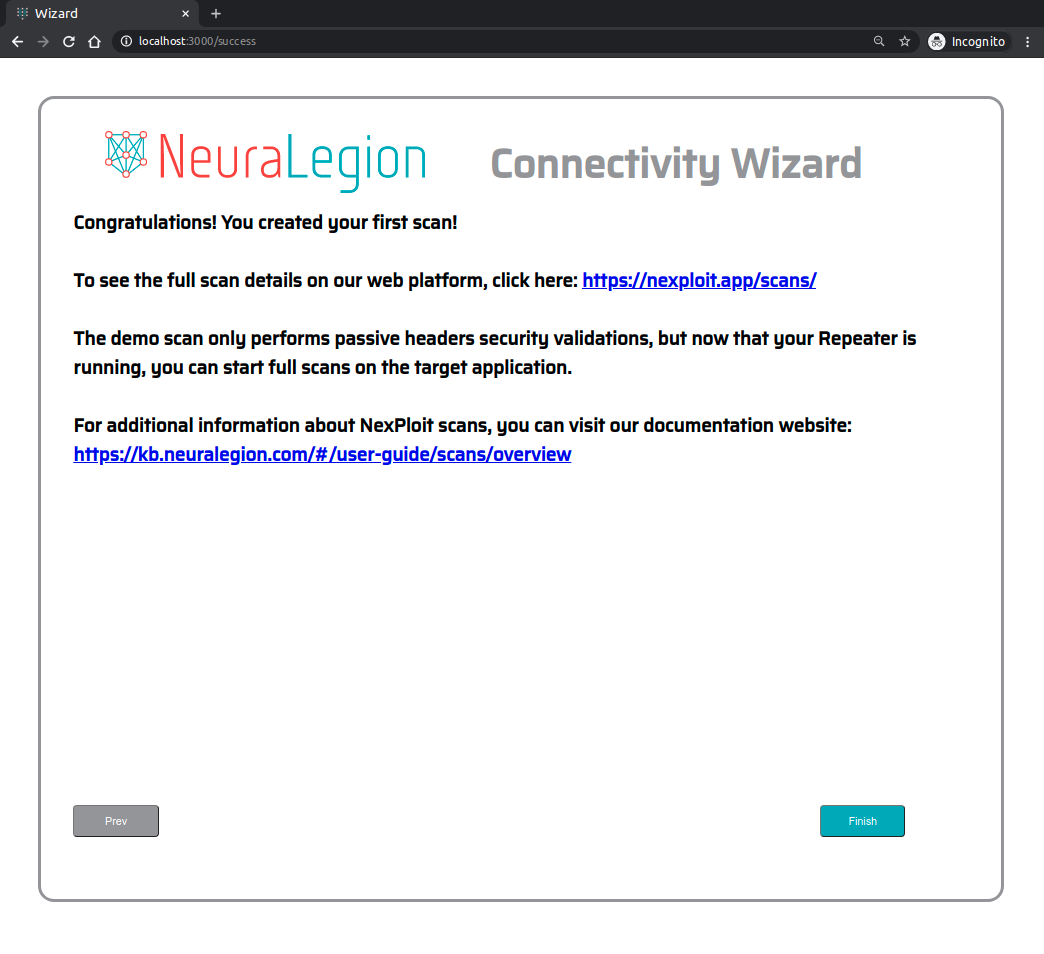 Wizard
localhost:3000/success
Incognito
NeuraLegion
Connectivity Wizard
Congratulations! You created your first scan!
To see the full scan details on our web platform, click here: https://nexploit.app/scans/
The demo scan only performs passive headers security validations, but now that your Repeater is
running, you can start full scans on the target application.
For additional information about NexPloit scans, you can visit our documentation website:
https://kb.neuralegion.com/#/user-guide/scans/overview
Prev
Finish